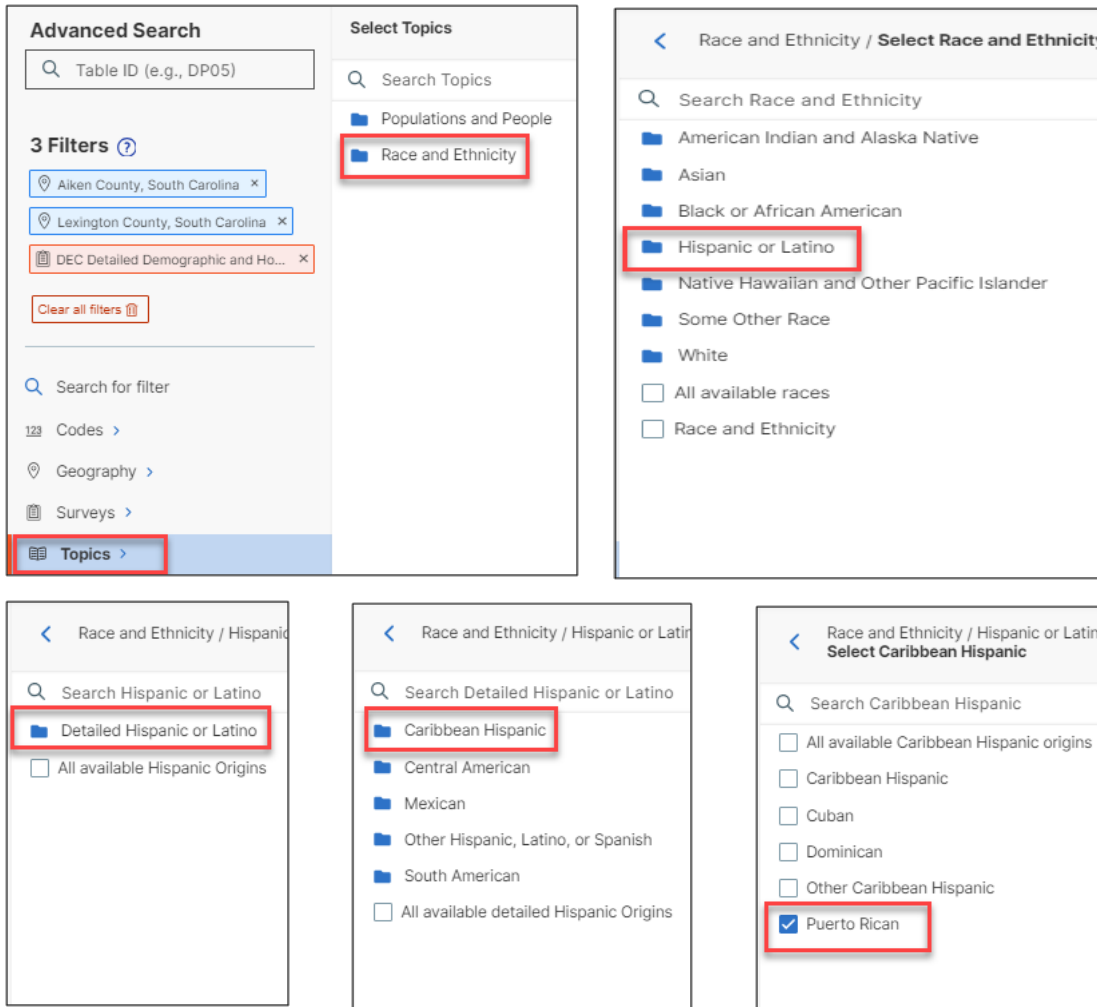 Advanced Search
Table ID (e.g., DP05)
3 Filters ?
Aiken County, South Carolina ×
Lexington County, South Carolina ×
DEC Detailed Demographic and Ho... ×
Clear all filters
Search for filter
123 Codes >
Geography >
Surveys >
Topics >
Select Topics
Search Topics
Populations and People
Race and Ethnicity
< Race and Ethnicity / Select Race and Ethnicity
Search Race and Ethnicity
American Indian and Alaska Native
Asian
Black or African American
Hispanic or Latino
Native Hawaiian and Other Pacific Islander
Some Other Race
White
All available races
Race and Ethnicity
< Race and Ethnicity / Hispanic
Search Hispanic or Latino
Detailed Hispanic or Latino
All available Hispanic Origins
< Race and Ethnicity / Hispanic or Latin
Search Detailed Hispanic or Latino
Caribbean Hispanic
Central American
Mexican
Other Hispanic, Latino, or Spanish
South American
All available detailed Hispanic Origins
< Race and Ethnicity / Hispanic or Latin
Select Caribbean Hispanic
Search Caribbean Hispanic
All available Caribbean Hispanic origins
Caribbean Hispanic
Cuban
Dominican
Other Caribbean Hispanic
Puerto Rican